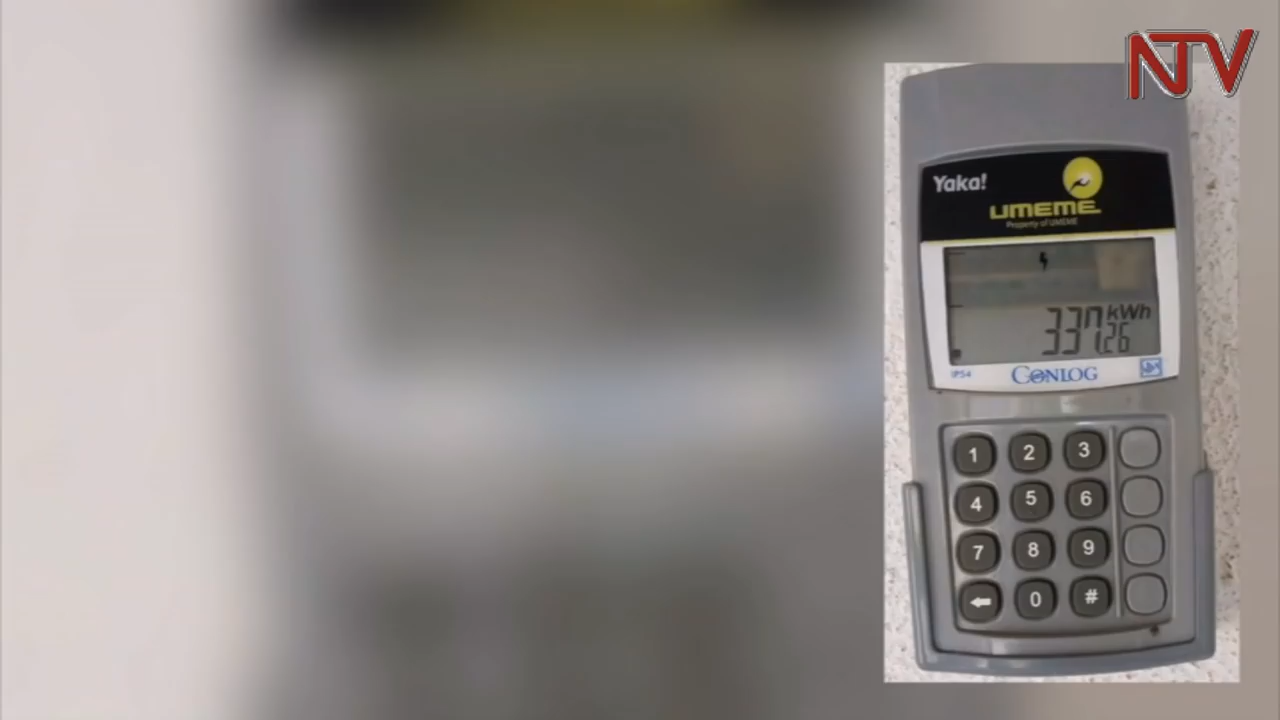 NTV
Yaka!
UMEME
Property of UMEME
337.26 kWh
IP54
CONLOG
1 2 3
4 5 6
7 8 9
← 0 #